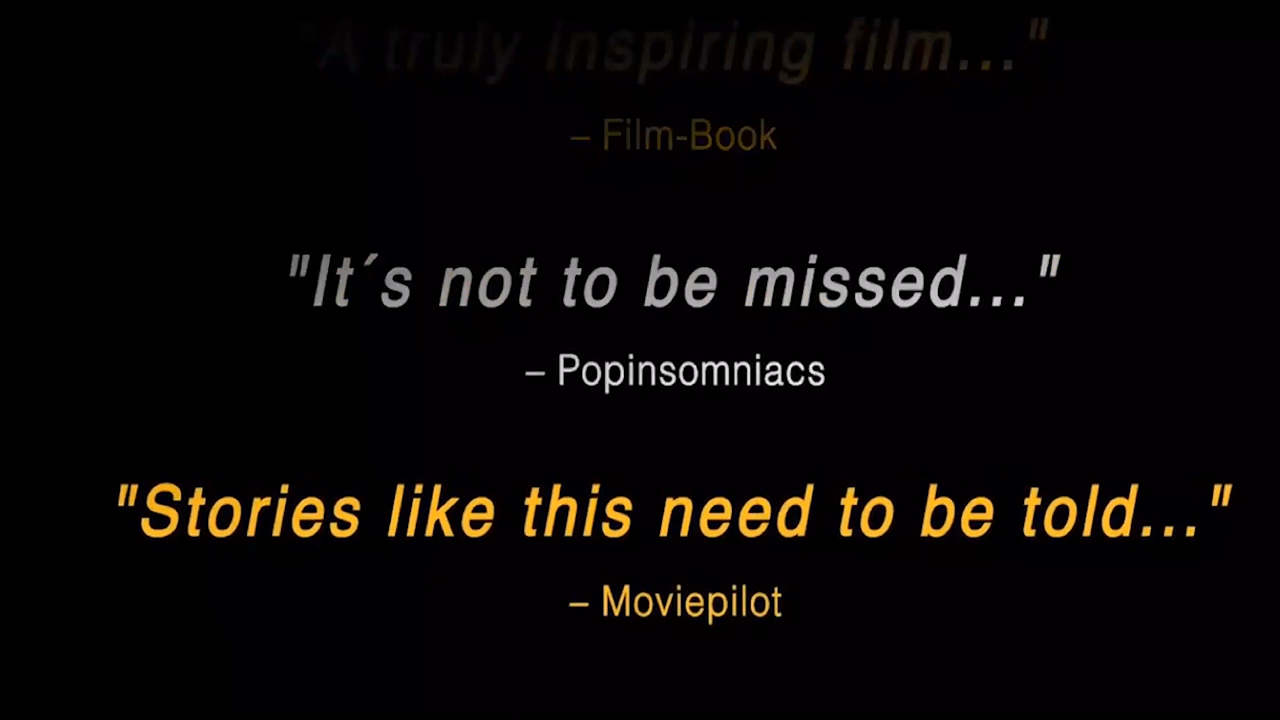 "A truly inspiring film..."
– Film-Book
"It´s not to be missed..."
– Popinsomniacs
"Stories like this need to be told..."
– Moviepilot